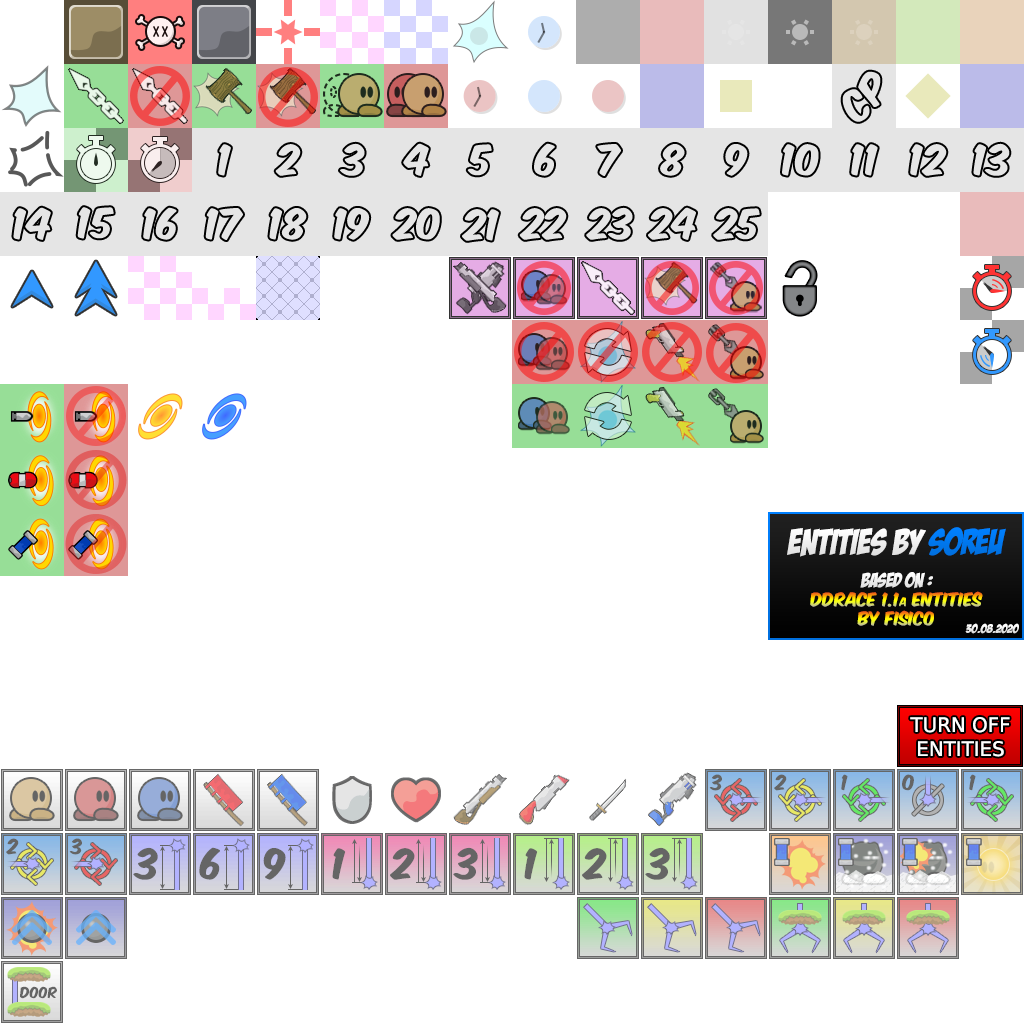 CP
1 2 3 4 5 6 7 8 9 10 11 12 13
14 15 16 17 18 19 20 21 22 23 24 25
ENTITIES BY SOREU
BASED ON :
DDRACE 1.1A ENTITIES
BY FISICO
30.08.2020
TURN OFF
ENTITIES
3 2 1 0 1
2 3 3 6 9 1 2 3 1 2 3
DOOR